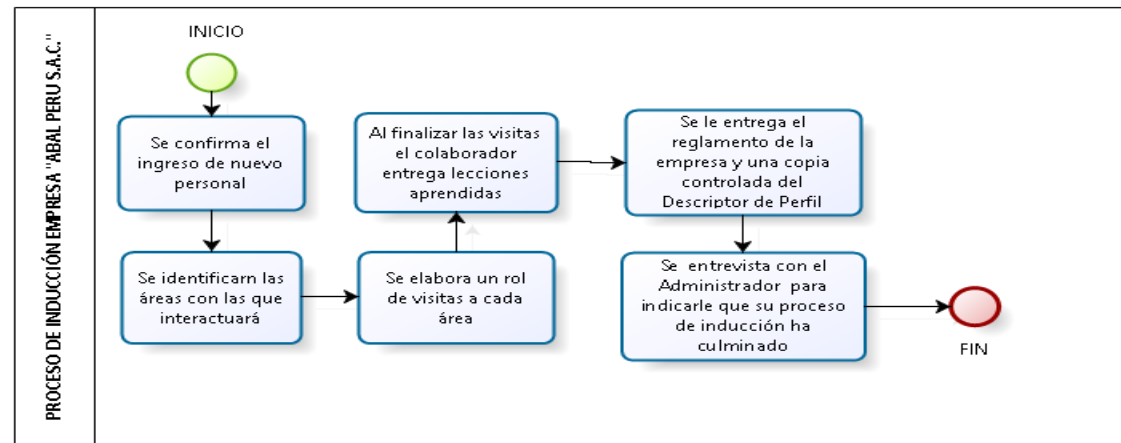 PROCESO DE INDUCCIÓN EMPRESA "ABAL PERU S.A.C."
INICIO
Se confirma el
ingreso de nuevo
personal
Se identificarn las
áreas con las que
interactuará
Se elabora un rol
de visitas a cada
área
Al finalizar las visitas
el colaborador
entrega lecciones
aprendidas
Se le entrega el
reglamento de la
empresa y una copia
controlada del
Descriptor de Perfil
Se entrevista con el
Administrador para
indicarle que su proceso
de inducción ha
culminado
FIN